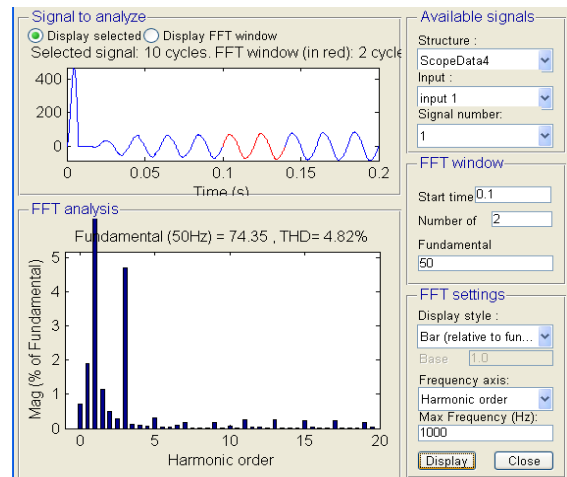 Signal to analyze
Display selected Display FFT window
Selected signal: 10 cycles. FFT window (in red): 2 cycle
400
200
0
0 0.05 0.1 0.15 0.2
Time (s)
FFT analysis
Fundamental (50Hz) = 74.35 , THD= 4.82%
Mag (% of Fundamental)
5
4
3
2
1
0
0 5 10 15 20
Harmonic order
Available signals
Structure :
ScopeData4
Input :
input 1
Signal number:
1
FFT window
Start time 0.1
Number of 2
Fundamental
50
FFT settings
Display style :
Bar (relative to fun...
Base 1.0
Frequency axis:
Harmonic order
Max Frequency (Hz):
1000
Display Close